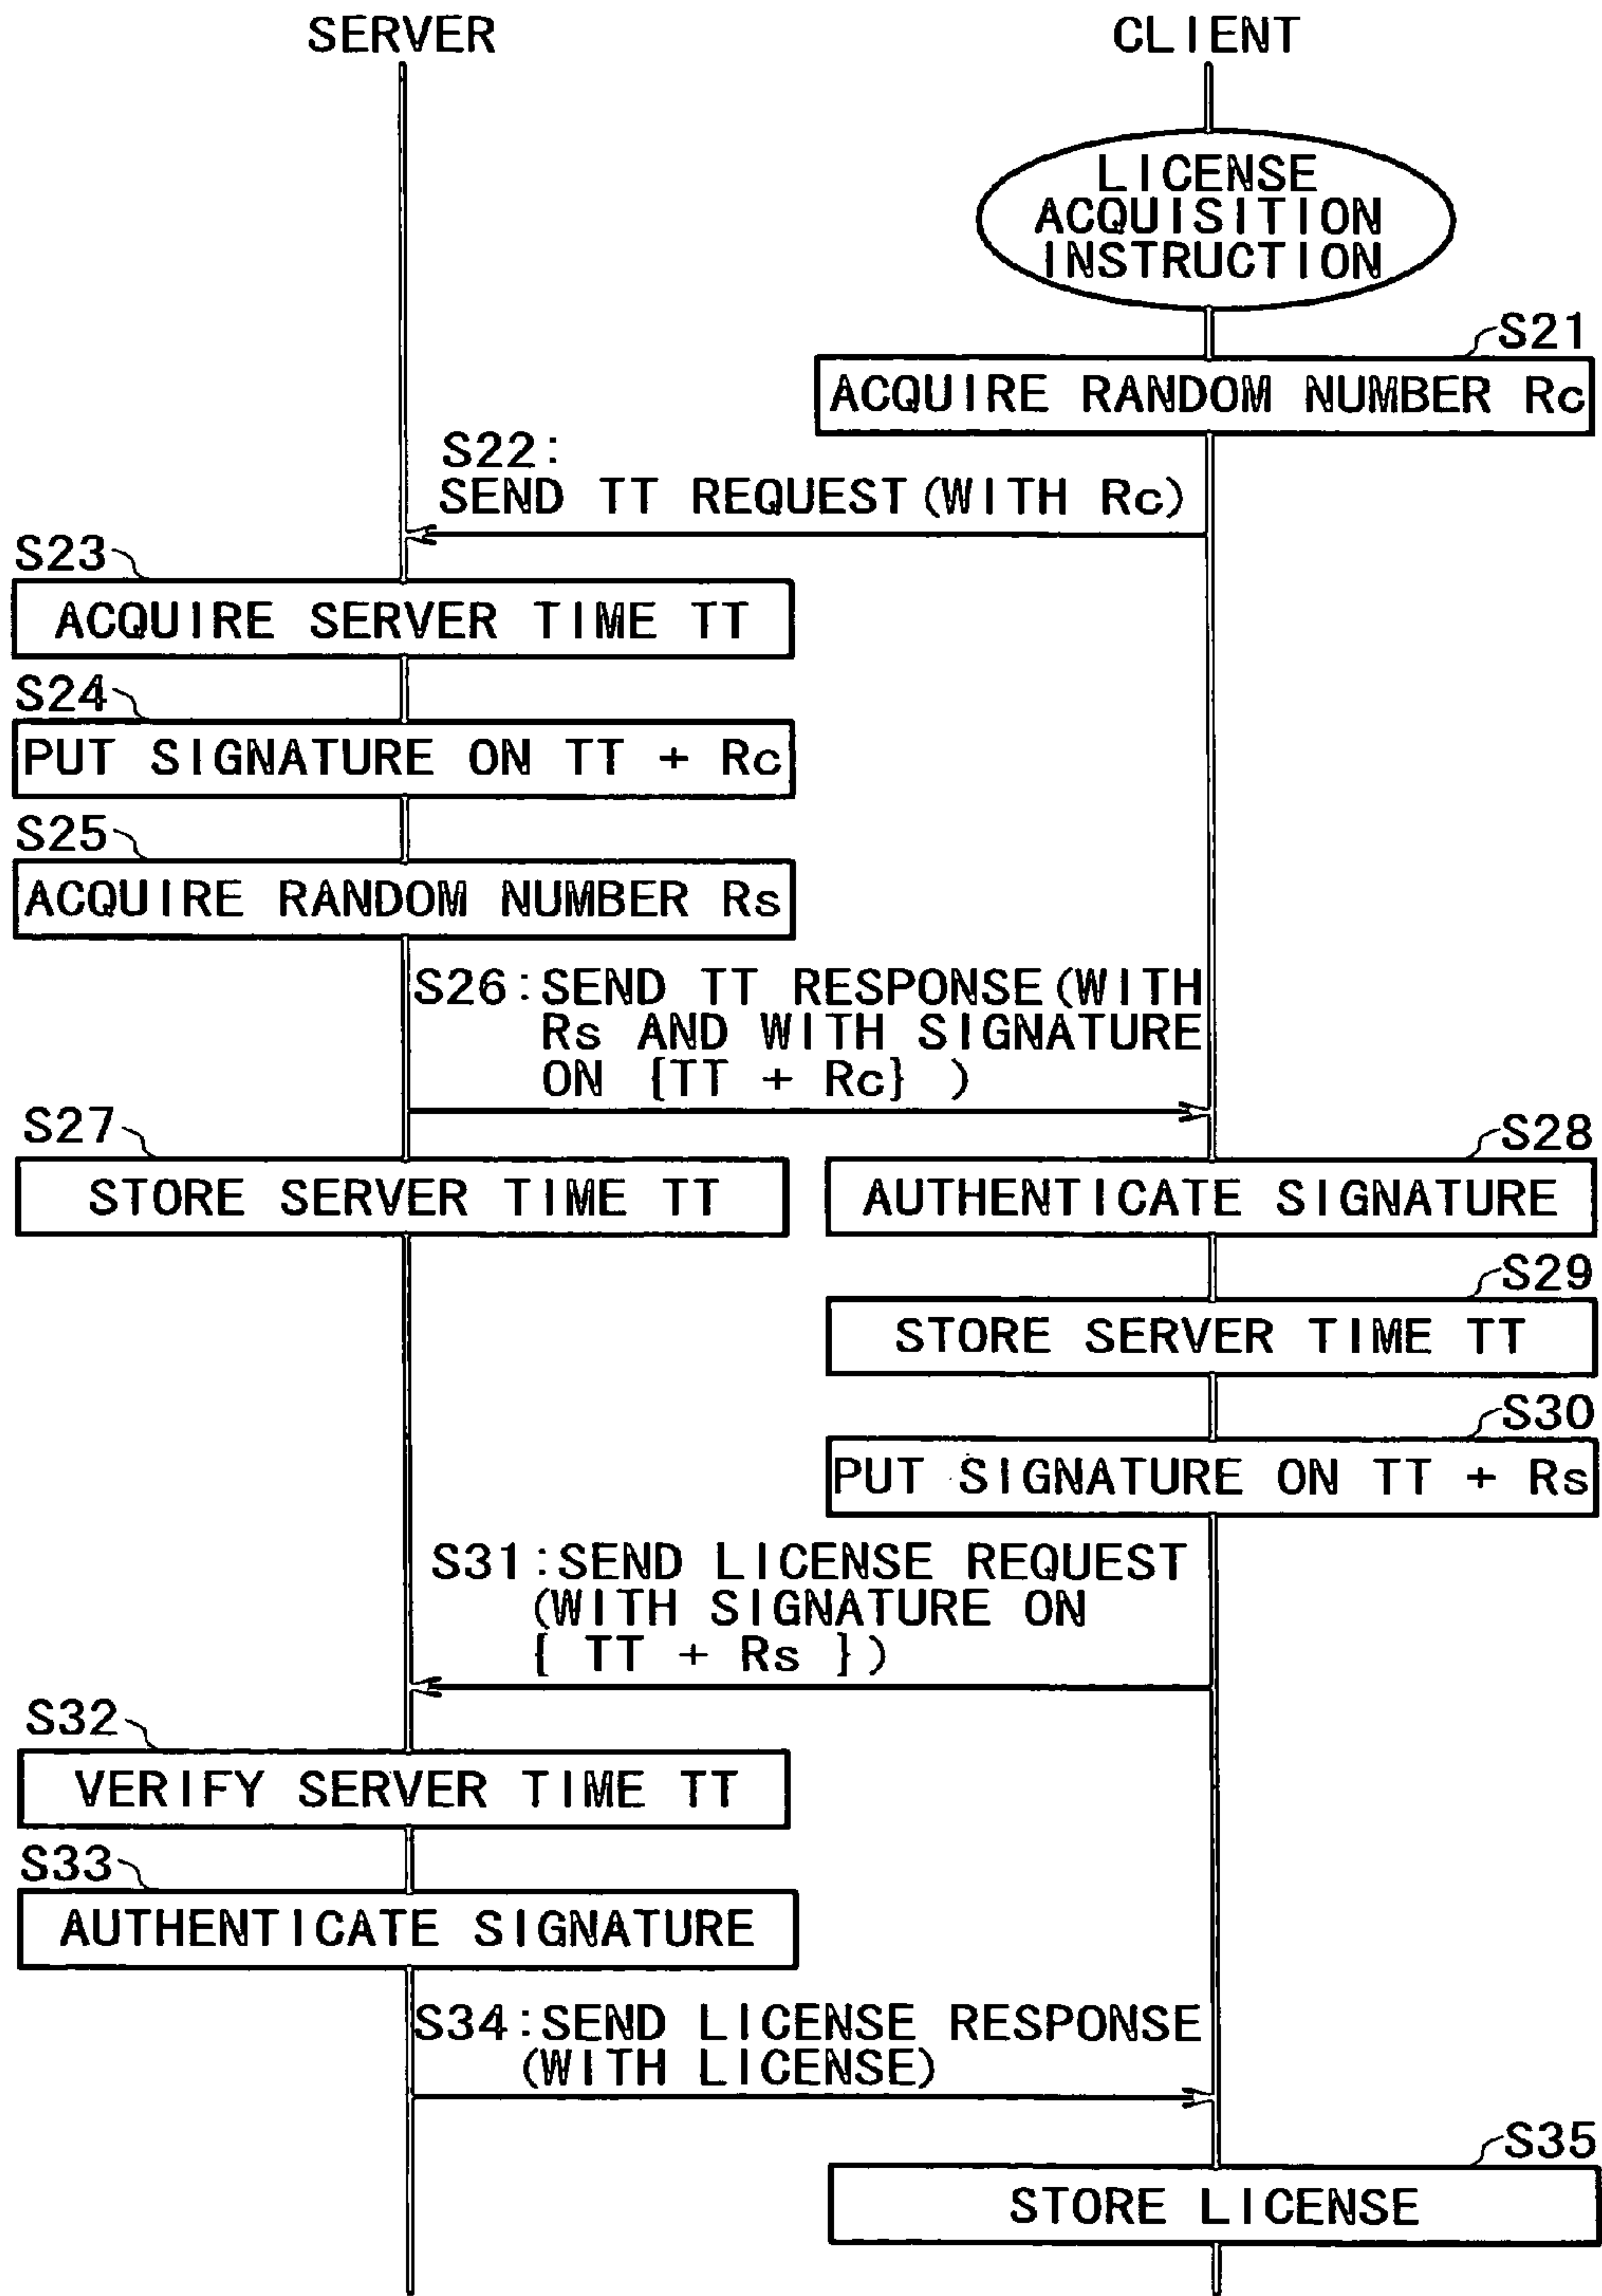 SERVER
CLIENT
LICENSE
ACQUISITION
INSTRUCTION
S21
ACQUIRE RANDOM NUMBER Rc
S22:
SEND TT REQUEST(WITH Rc)
S23
ACQUIRE SERVER TIME TT
S24
PUT SIGNATURE ON TT + Rc
S25
ACQUIRE RANDOM NUMBER Rs
S26:SEND TT RESPONSE(WITH
Rs AND WITH SIGNATURE
ON {TT + Rc} )
S27
STORE SERVER TIME TT
S28
AUTHENTICATE SIGNATURE
S29
STORE SERVER TIME TT
S30
PUT SIGNATURE ON TT + Rs
S31:SEND LICENSE REQUEST
(WITH SIGNATURE ON
{ TT + Rs })
S32
VERIFY SERVER TIME TT
S33
AUTHENTICATE SIGNATURE
S34:SEND LICENSE RESPONSE
(WITH LICENSE)
S35
STORE LICENSE